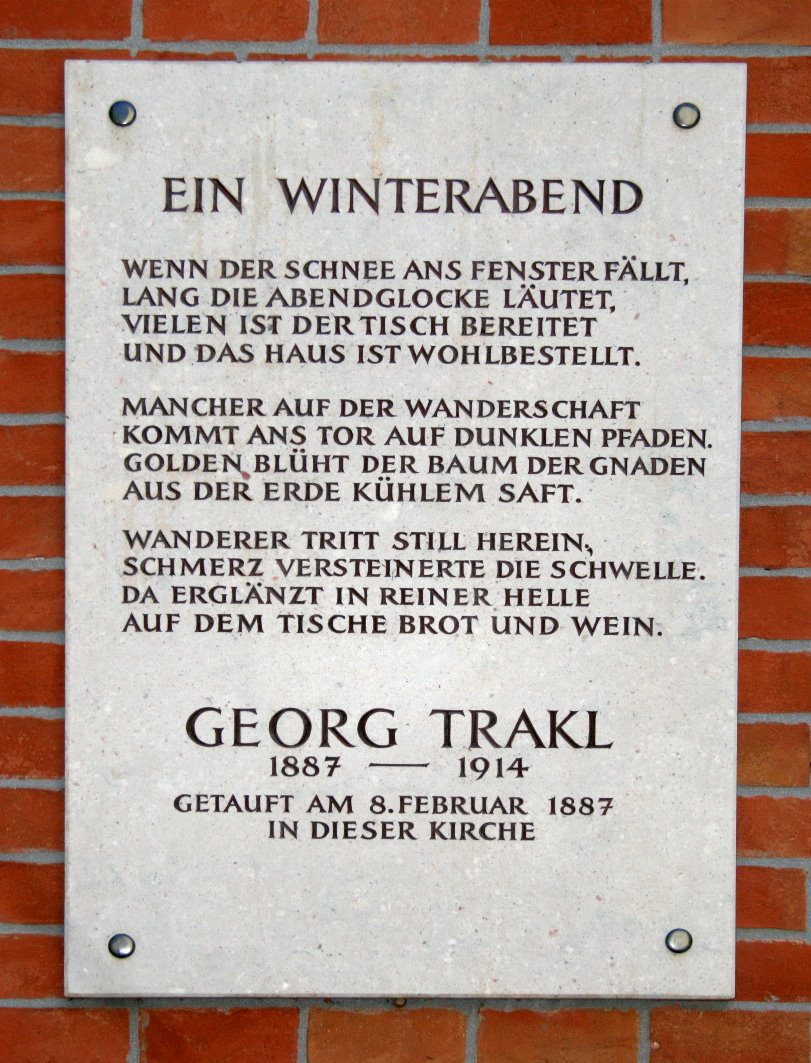 EIN WINTERABEND
WENN DER SCHNEE ANS FENSTER FÄLLT,
LANG DIE ABENDGLOCKE LÄUTET,
VIELEN IST DER TISCH BEREITET
UND DAS HAUS IST WOHLBESTELLT.
MANCHER AUF DER WANDERSCHAFT
KOMMT ANS TOR AUF DUNKLEN PFADEN.
GOLDEN BLÜHT DER BAUM DER GNADEN
AUS DER ERDE KÜHLEM SAFT.
WANDERER TRITT STILL HEREIN,
SCHMERZ VERSTEINERTE DIE SCHWELLE.
DA ERGLÄNZT IN REINER HELLE
AUF DEM TISCHE BROT UND WEIN.
GEORG TRAKL
1887 — 1914
GETAUFT AM 8.FEBRUAR 1887
IN DIESER KIRCHE